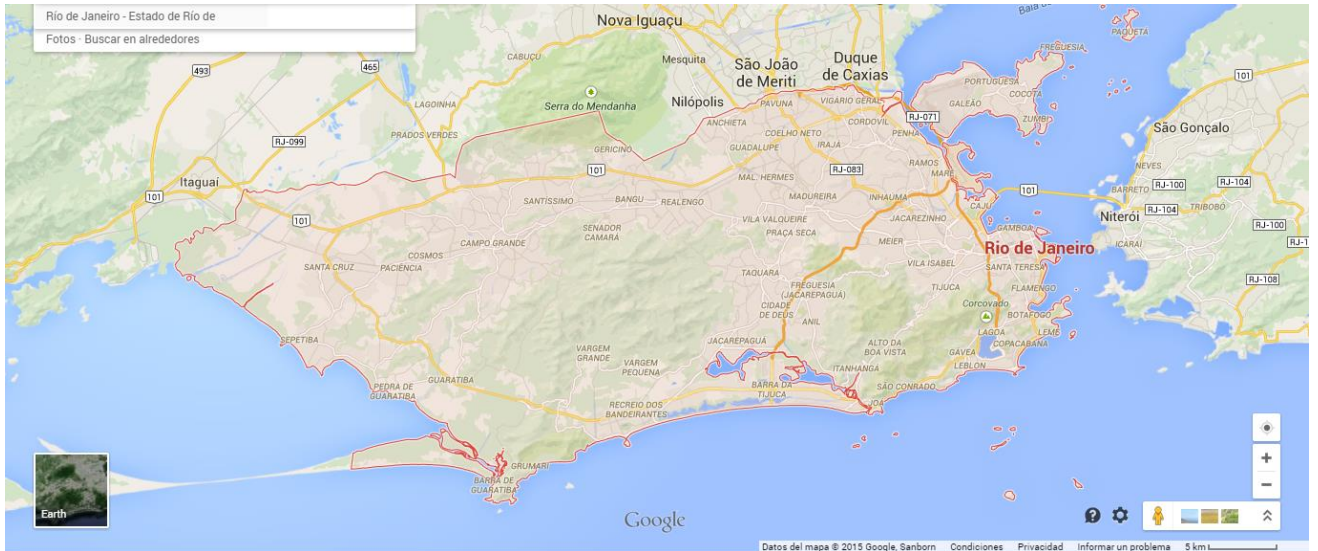 Río de Janeiro - Estado de Río de
Fotos · Buscar en alrededores
Nova Iguaçu
PAQUETA
FREGUESIA
CABUÇU
Mesquita
São João
de Meriti
Duque
de Caxias
493
465
101
PORTUGUESA
COCOTÁ
Serra do Mendanha
Nilópolis
PAVUNA
VIGÁRIO GERAL
GALEÃO
LAGOINHA
RJ-071
ZUMBI
ANCHIETA
CORDOVIL
São Gonçalo
PRADOS VERDES
COELHO NETO
PENHA
RJ-099
GERICINÓ
GUADALUPE
IRAJÁ
RAMOS
NEVES
101
MAL. HERMES
RJ-083
MARÉ
Itaguaí
101
MADUREIRA
INHAÚMA
101
BARRETO
RJ-100
RJ-104
SANTÍSSIMO
BANGU
REALENGO
CAJU
Niterói
RJ-104
TRIBOBÓ
101
VILA VALQUEIRE
JACAREZINHO
RJ-100
SENADOR
CAMARÁ
PRAÇA SECA
GAMBOA
CAMPO GRANDE
MEIER
Rio de Janeiro
ICARAÍ
RJ-1
COSMOS
VILA ISABEL
SANTA CRUZ
PACIÊNCIA
TAQUARA
SANTA TERESA
FREGUESIA
(JACAREPAGUÁ)
TIJUCA
FLAMENGO
RJ-108
CIDADE
DE DEUS
Corcovado
ANIL
BOTAFOGO
SEPETIBA
JACAREPAGUÁ
ALTO DA
BOA VISTA
LAGOA
LEME
COPACABANA
VARGEM
GRANDE
VARGEM
PEQUENA
GAVEA
LEBLON
ITANHANGA
PEDRA DE
GUARATIBA
GUARATIBA
BARRA DA
TIJUCA
SÃO CONRADO
RECREIO DOS
BANDEIRANTES
JOA
GRUMARI
BARRA DE
GUARATIBA
Earth
Google
Datos del mapa © 2015 Google, Sanborn
Condiciones
Privacidad
Informar un problema
5 km